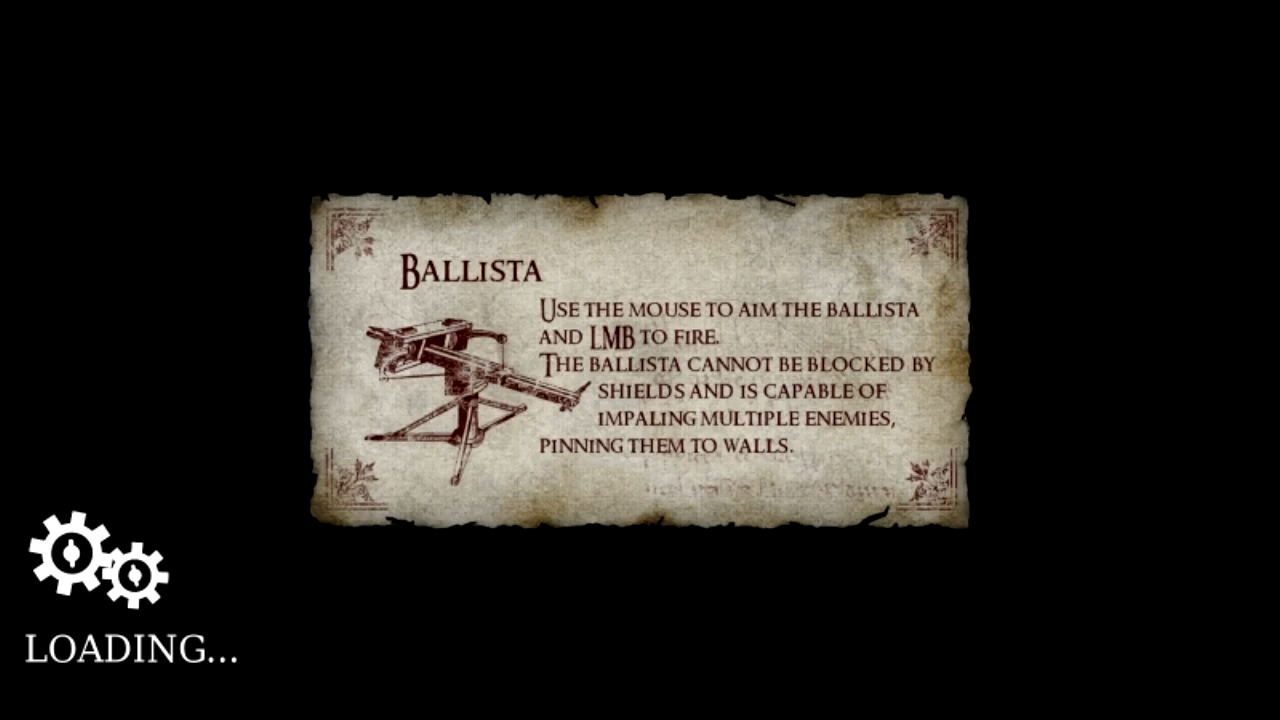 Ballista
Use the mouse to aim the ballista
and LMB to fire.
The ballista cannot be blocked by
shields and is capable of
impaling multiple enemies,
pinning them to walls.
LOADING...